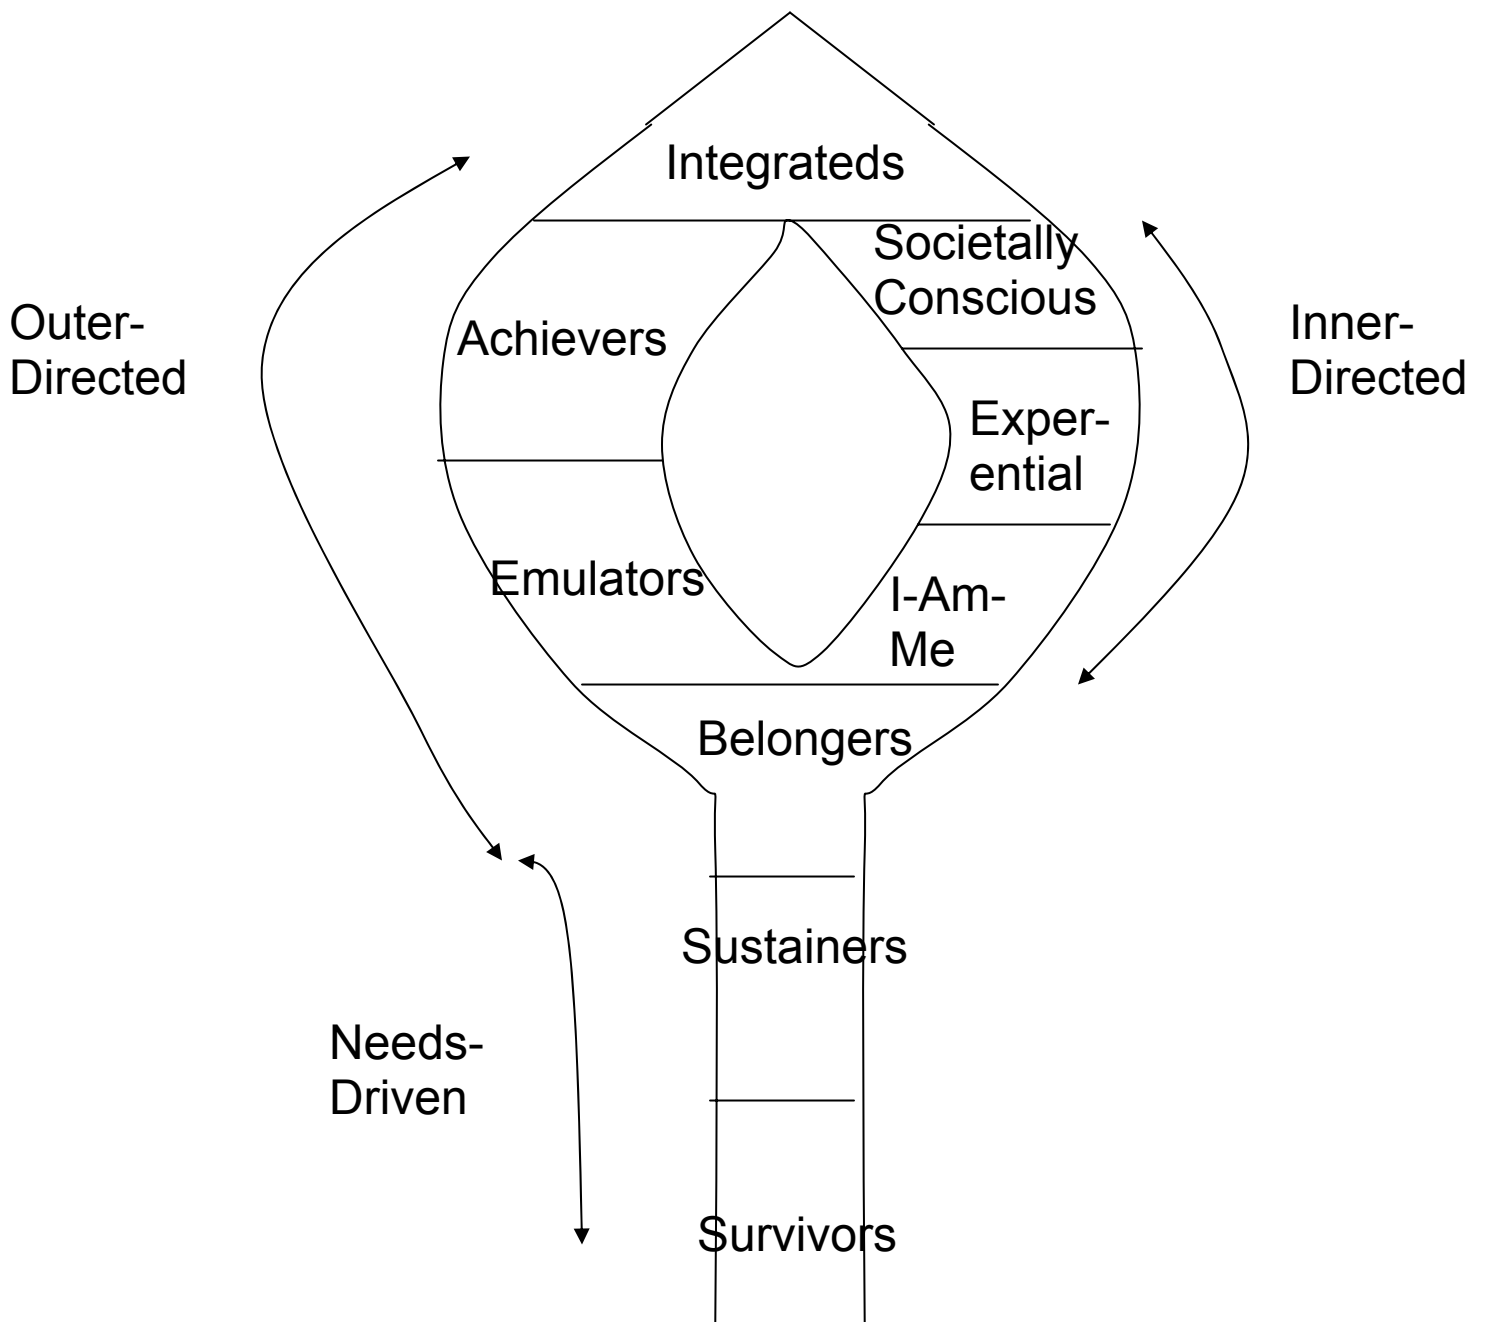 Integrateds
Societally
Conscious
Outer-
Directed
Achievers
Inner-
Directed
Exper-
ential
Emulators
I-Am-
Me
Belongers
Sustainers
Needs-
Driven
Survivors